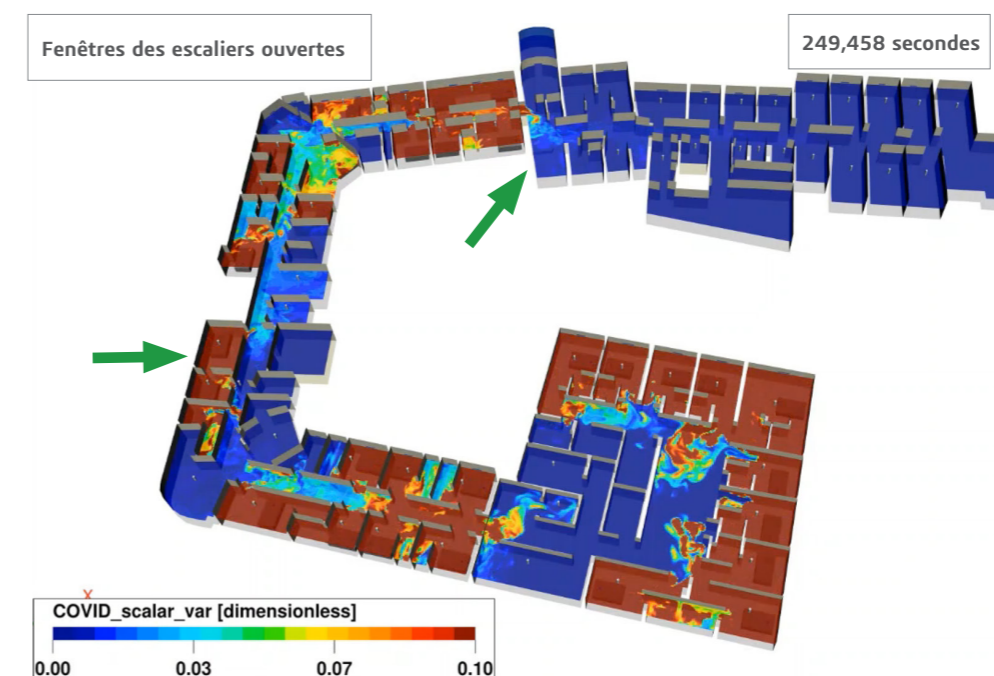 Fenêtres des escaliers ouvertes
249,458 secondes
X
COVID_scalar_var [dimensionless]
0.00 0.03 0.07 0.10